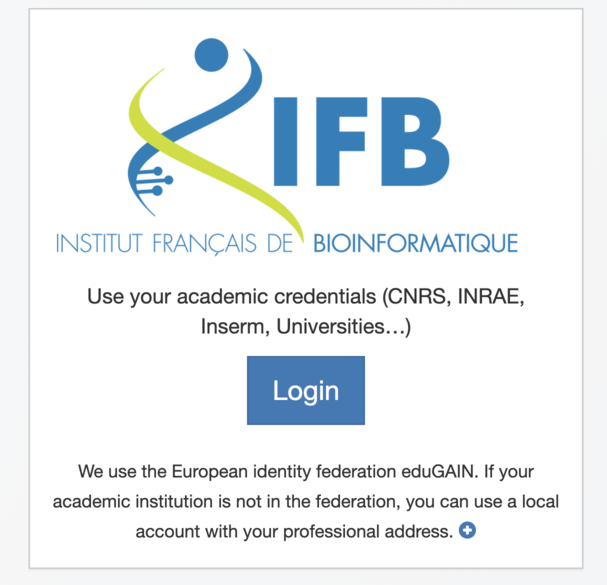 IFB
INSTITUT FRANÇAIS DE BIOINFORMATIQUE
Use your academic credentials (CNRS, INRAE,
Inserm, Universities...)
Login
We use the European identity federation eduGAIN. If your
academic institution is not in the federation, you can use a local
account with your professional address.